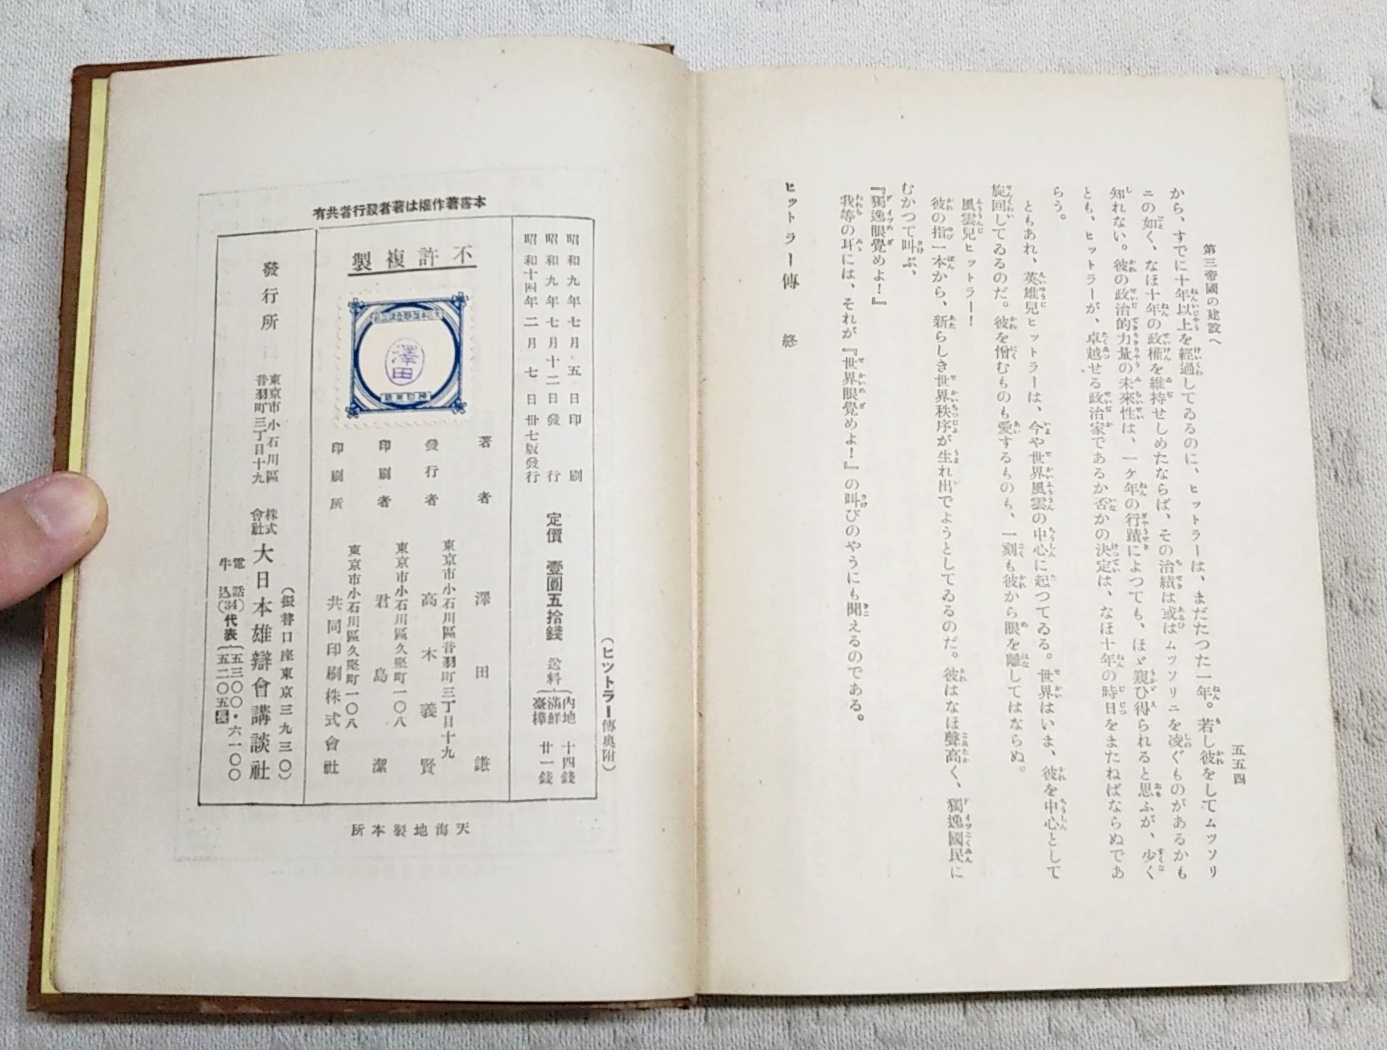 第三帝國の建設へ
五五四
から、すでに十年以上を經過してゐるのに、ヒットラーは、まだたつた一年。若し彼をしてムツソリ
ニの如く、なほ十年の政權を維持せしめたならば、その治績は或はムツソリニを凌ぐものがあるかも
知れない。彼の政治的力量の未來性は、一ケ年の行蹟によつても、ほゞ窺ひ得られると思ふが、少く
とも、ヒットラーが、卓越せる政治家であるか否かの決定は、なほ十年の時日をまたねばならぬであ
らう。
ともあれ、英雄兒ヒットラーは、今や世界風雲の中心に起つてゐる。世界はいま、彼を中心として
旋回してゐるのだ。彼を憎むものも愛するものも、一刻も彼から眼を離してはならぬ。
風雲兒ヒットラー！
彼の指一本から、新らしき世界秩序が生れ出でようとしてゐるのだ。彼はなほ聲高く、獨逸國民に
むかつて叫ぶ、
『獨逸眼覺めよ！』
我等の耳には、それが『世界眼覺めよ！』の叫びのやうにも聞えるのである。
ヒットラー傳 終
本書著作權は著者發行者共有
（ヒットラー傳奧附）
昭和九年七月五日印刷
昭和九年七月十二日發行
昭和十四年二月七日卅七版發行
定價 壹圓五拾錢
送料 內地 十四錢
滿鮮臺樺 廿一錢
不許複製
澤田
著者 澤田謙
東京市小石川區音羽町三丁目十九
發行者 高木義賢
東京市小石川區久堅町一〇八
印刷者 君島潔
東京市小石川區久堅町一〇八
印刷所 共同印刷株式會社
發行所
東京市小石川區
音羽町三丁目十九
株式會社 大日本雄辯會講談社
（振替口座東京三九三〇）
電話牛込(34)代表 五三〇〇・六一〇〇
五二〇五長
天海地製本所